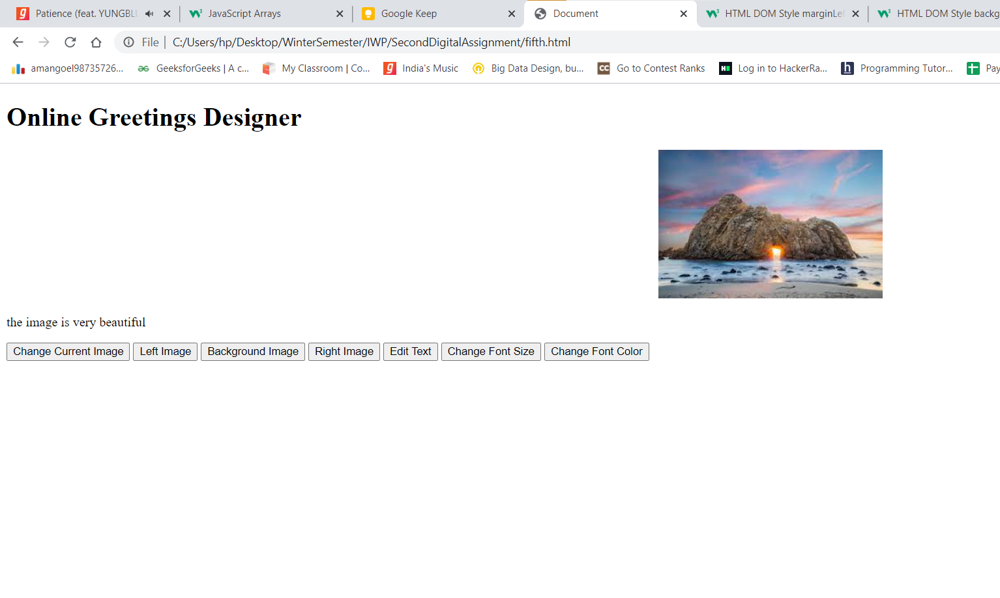 Patience (feat. YUNGBLU
JavaScript Arrays
Google Keep
Document
HTML DOM Style marginLef
HTML DOM Style backg
File | C:/Users/hp/Desktop/WinterSemester/IWP/SecondDigitalAssignment/fifth.html
amangoel98735726...
GeeksforGeeks | A c...
My Classroom | Co...
India's Music
Big Data Design, bu...
CC Go to Contest Ranks
Log in to HackerRa...
Programming Tutor...
Pay
Online Greetings Designer
the image is very beautiful
Change Current Image
Left Image
Background Image
Right Image
Edit Text
Change Font Size
Change Font Color